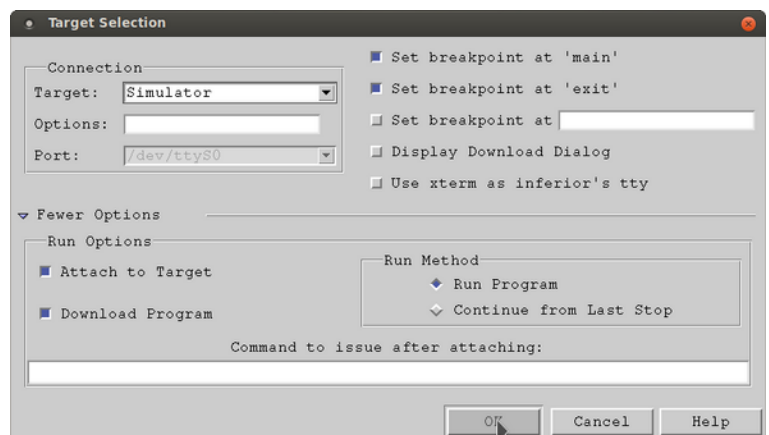 Target Selection
Connection
Target: Simulator
Options:
Port: /dev/ttyS0
Set breakpoint at 'main'
Set breakpoint at 'exit'
Set breakpoint at
Display Download Dialog
Use xterm as inferior's tty
Fewer Options
Run Options
Attach to Target
Download Program
Run Method
Run Program
Continue from Last Stop
Command to issue after attaching:
OK Cancel Help